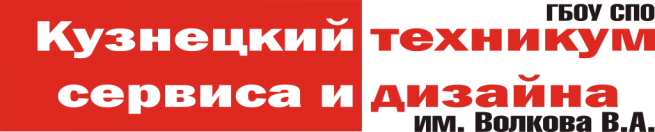 ГБОУ СПО
Кузнецкий техникум
сервиса и дизайна
им. Волкова В.А.